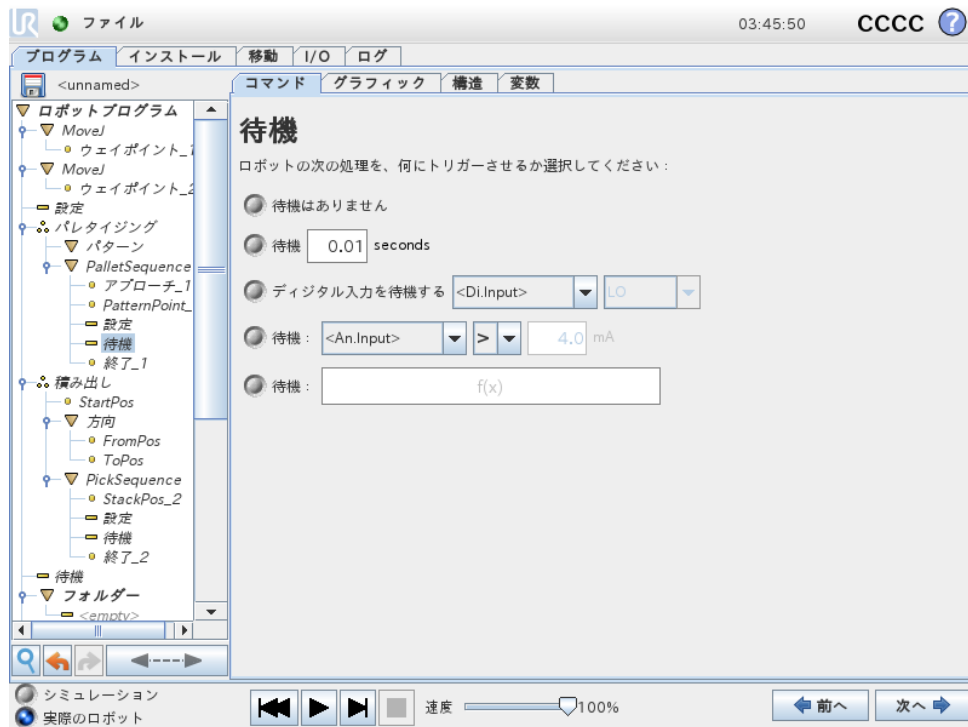 ファイル 03:45:50 CCCC ?
プログラム インストール 移動 I/O ログ
<unnamed>
コマンド グラフィック 構造 変数
ロボットプログラム
MoveJ
ウェイポイント_1
MoveJ
ウェイポイント_2
設定
パレタイジング
パターン
PalletSequence
アプローチ_1
PatternPoint_
設定
待機
終了_1
積み出し
StartPos
方向
FromPos
ToPos
PickSequence
StackPos_2
設定
待機
終了_2
待機
フォルダー
<empty>
待機
ロボットの次の処理を、何にトリガーさせるか選択してください：
待機はありません
待機 0.01 seconds
ディジタル入力を待機する <Di.Input> LO
待機： <An.Input> > 4.0 mA
待機： f(x)
シミュレーション
実際のロボット
速度 100%
前へ 次へ